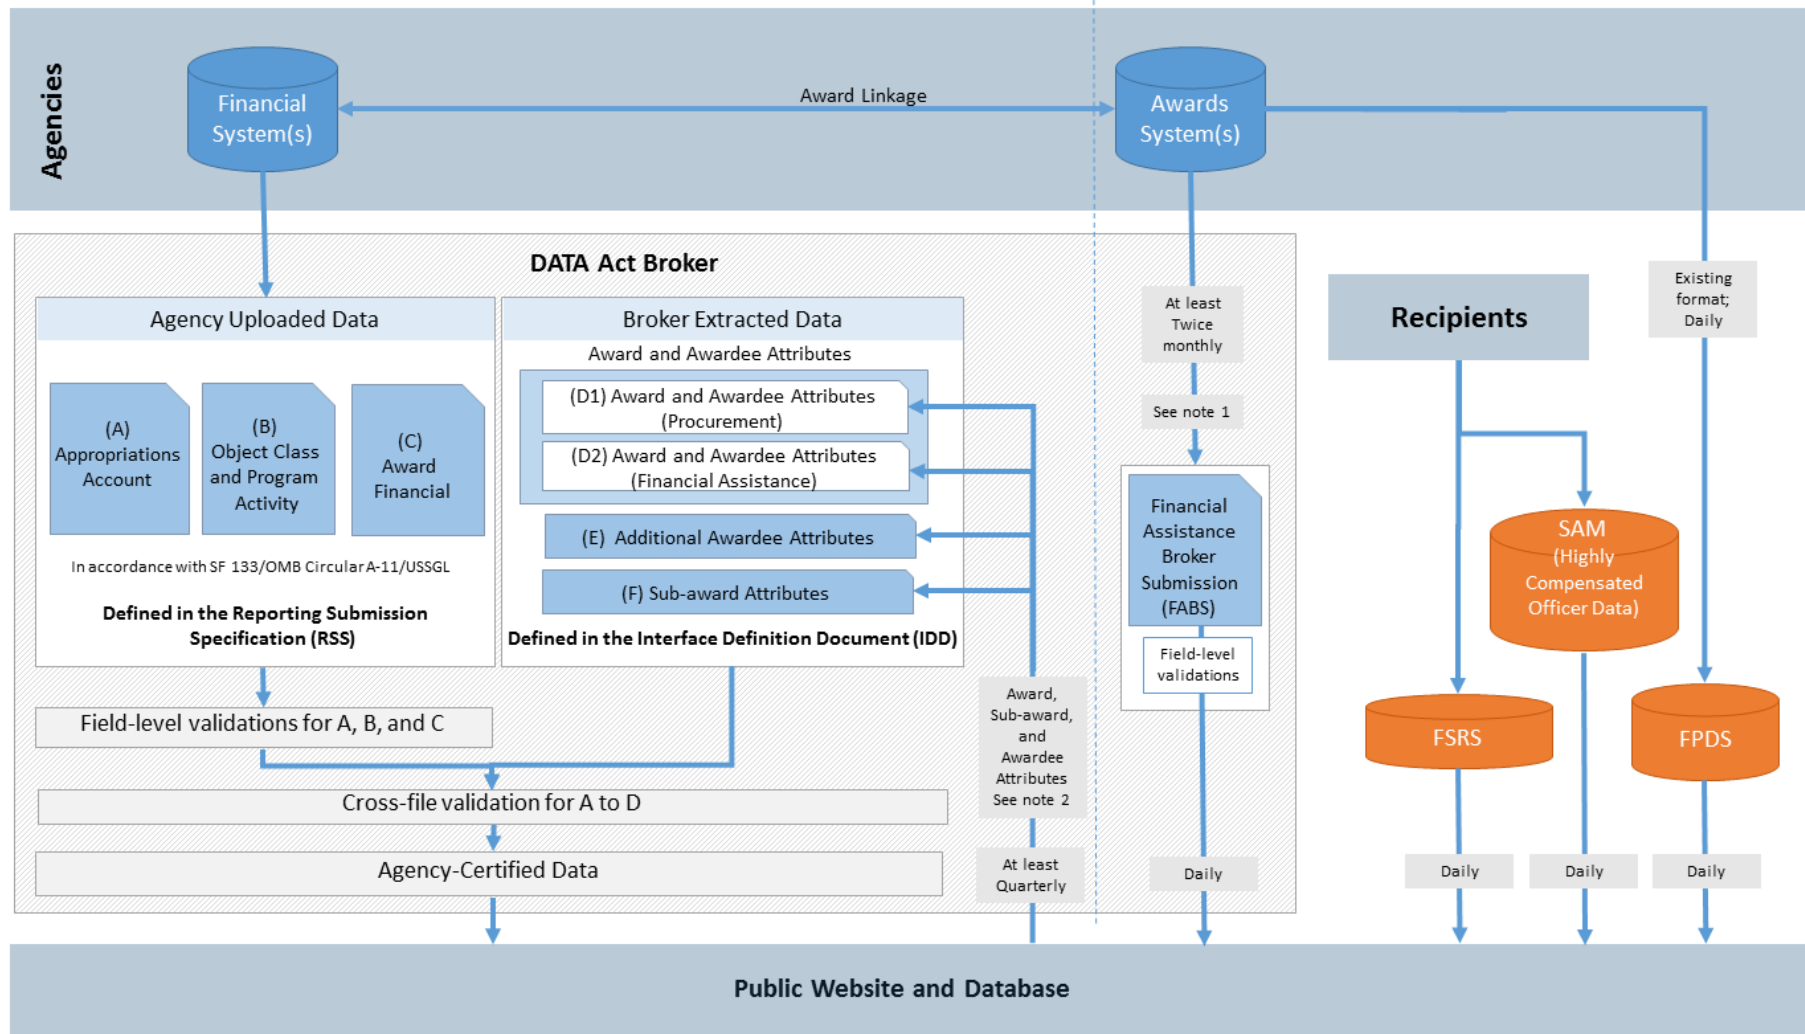 Agencies
Financial
System(s)
Award Linkage
Awards
System(s)
DATA Act Broker
Agency Uploaded Data
(A)
Appropriations
Account
(B)
Object Class
and Program
Activity
(C)
Award
Financial
In accordance with SF 133/OMB Circular A-11/USSGL
Defined in the Reporting Submission
Specification (RSS)
Broker Extracted Data
Award and Awardee Attributes
(D1) Award and Awardee Attributes
(Procurement)
(D2) Award and Awardee Attributes
(Financial Assistance)
(E) Additional Awardee Attributes
(F) Sub-award Attributes
Defined in the Interface Definition Document (IDD)
Field-level validations for A, B, and C
Cross-file validation for A to D
Agency-Certified Data
Award,
Sub-award,
and
Awardee
Attributes
See note 2
At least
Quarterly
At least
Twice
monthly
See note 1
Financial
Assistance
Broker
Submission
(FABS)
Field-level
validations
Daily
Recipients
Existing
format;
Daily
SAM
(Highly
Compensated
Officer Data)
FSRS
FPDS
Daily
Daily
Daily
Public Website and Database